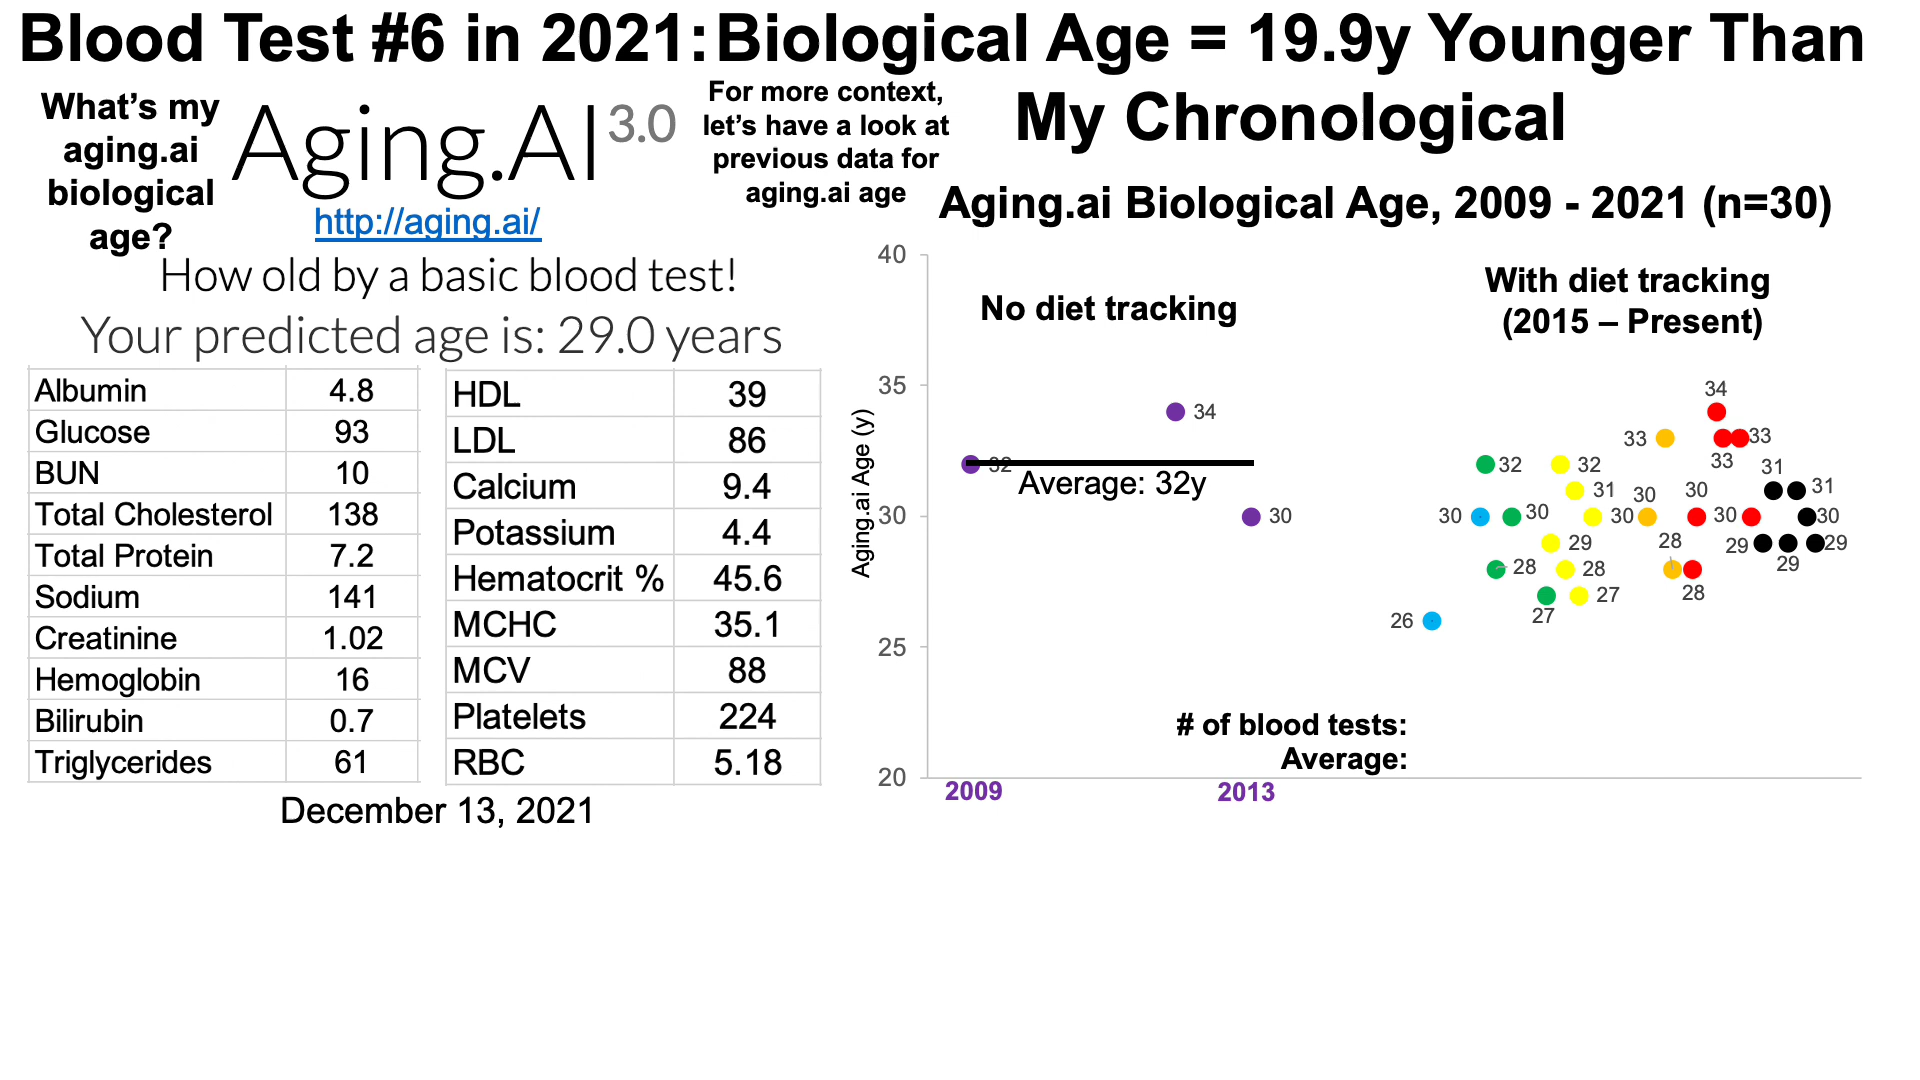 Blood Test #6 in 2021: Biological Age = 19.9y Younger Than
My Chronological
What's my
aging.ai
biological
age?
Aging.AI 3.0
http://aging.ai/
For more context,
let's have a look at
previous data for
aging.ai age
How old by a basic blood test!
Your predicted age is: 29.0 years
Albumin 4.8
Glucose 93
BUN 10
Total Cholesterol 138
Total Protein 7.2
Sodium 141
Creatinine 1.02
Hemoglobin 16
Bilirubin 0.7
Triglycerides 61
HDL 39
LDL 86
Calcium 9.4
Potassium 4.4
Hematocrit % 45.6
MCHC 35.1
MCV 88
Platelets 224
RBC 5.18
December 13, 2021
Aging.ai Biological Age, 2009 - 2021 (n=30)
Aging.ai Age (y)
40
35
30
25
20
No diet tracking
With diet tracking
(2015 – Present)
32
34
30
Average: 32y
26
30
32
28
30
27
29
32
28
31
27
30
30
33
28
28
30
34
33
33
30
29
31
29
31
30
29
# of blood tests:
Average:
2009
2013